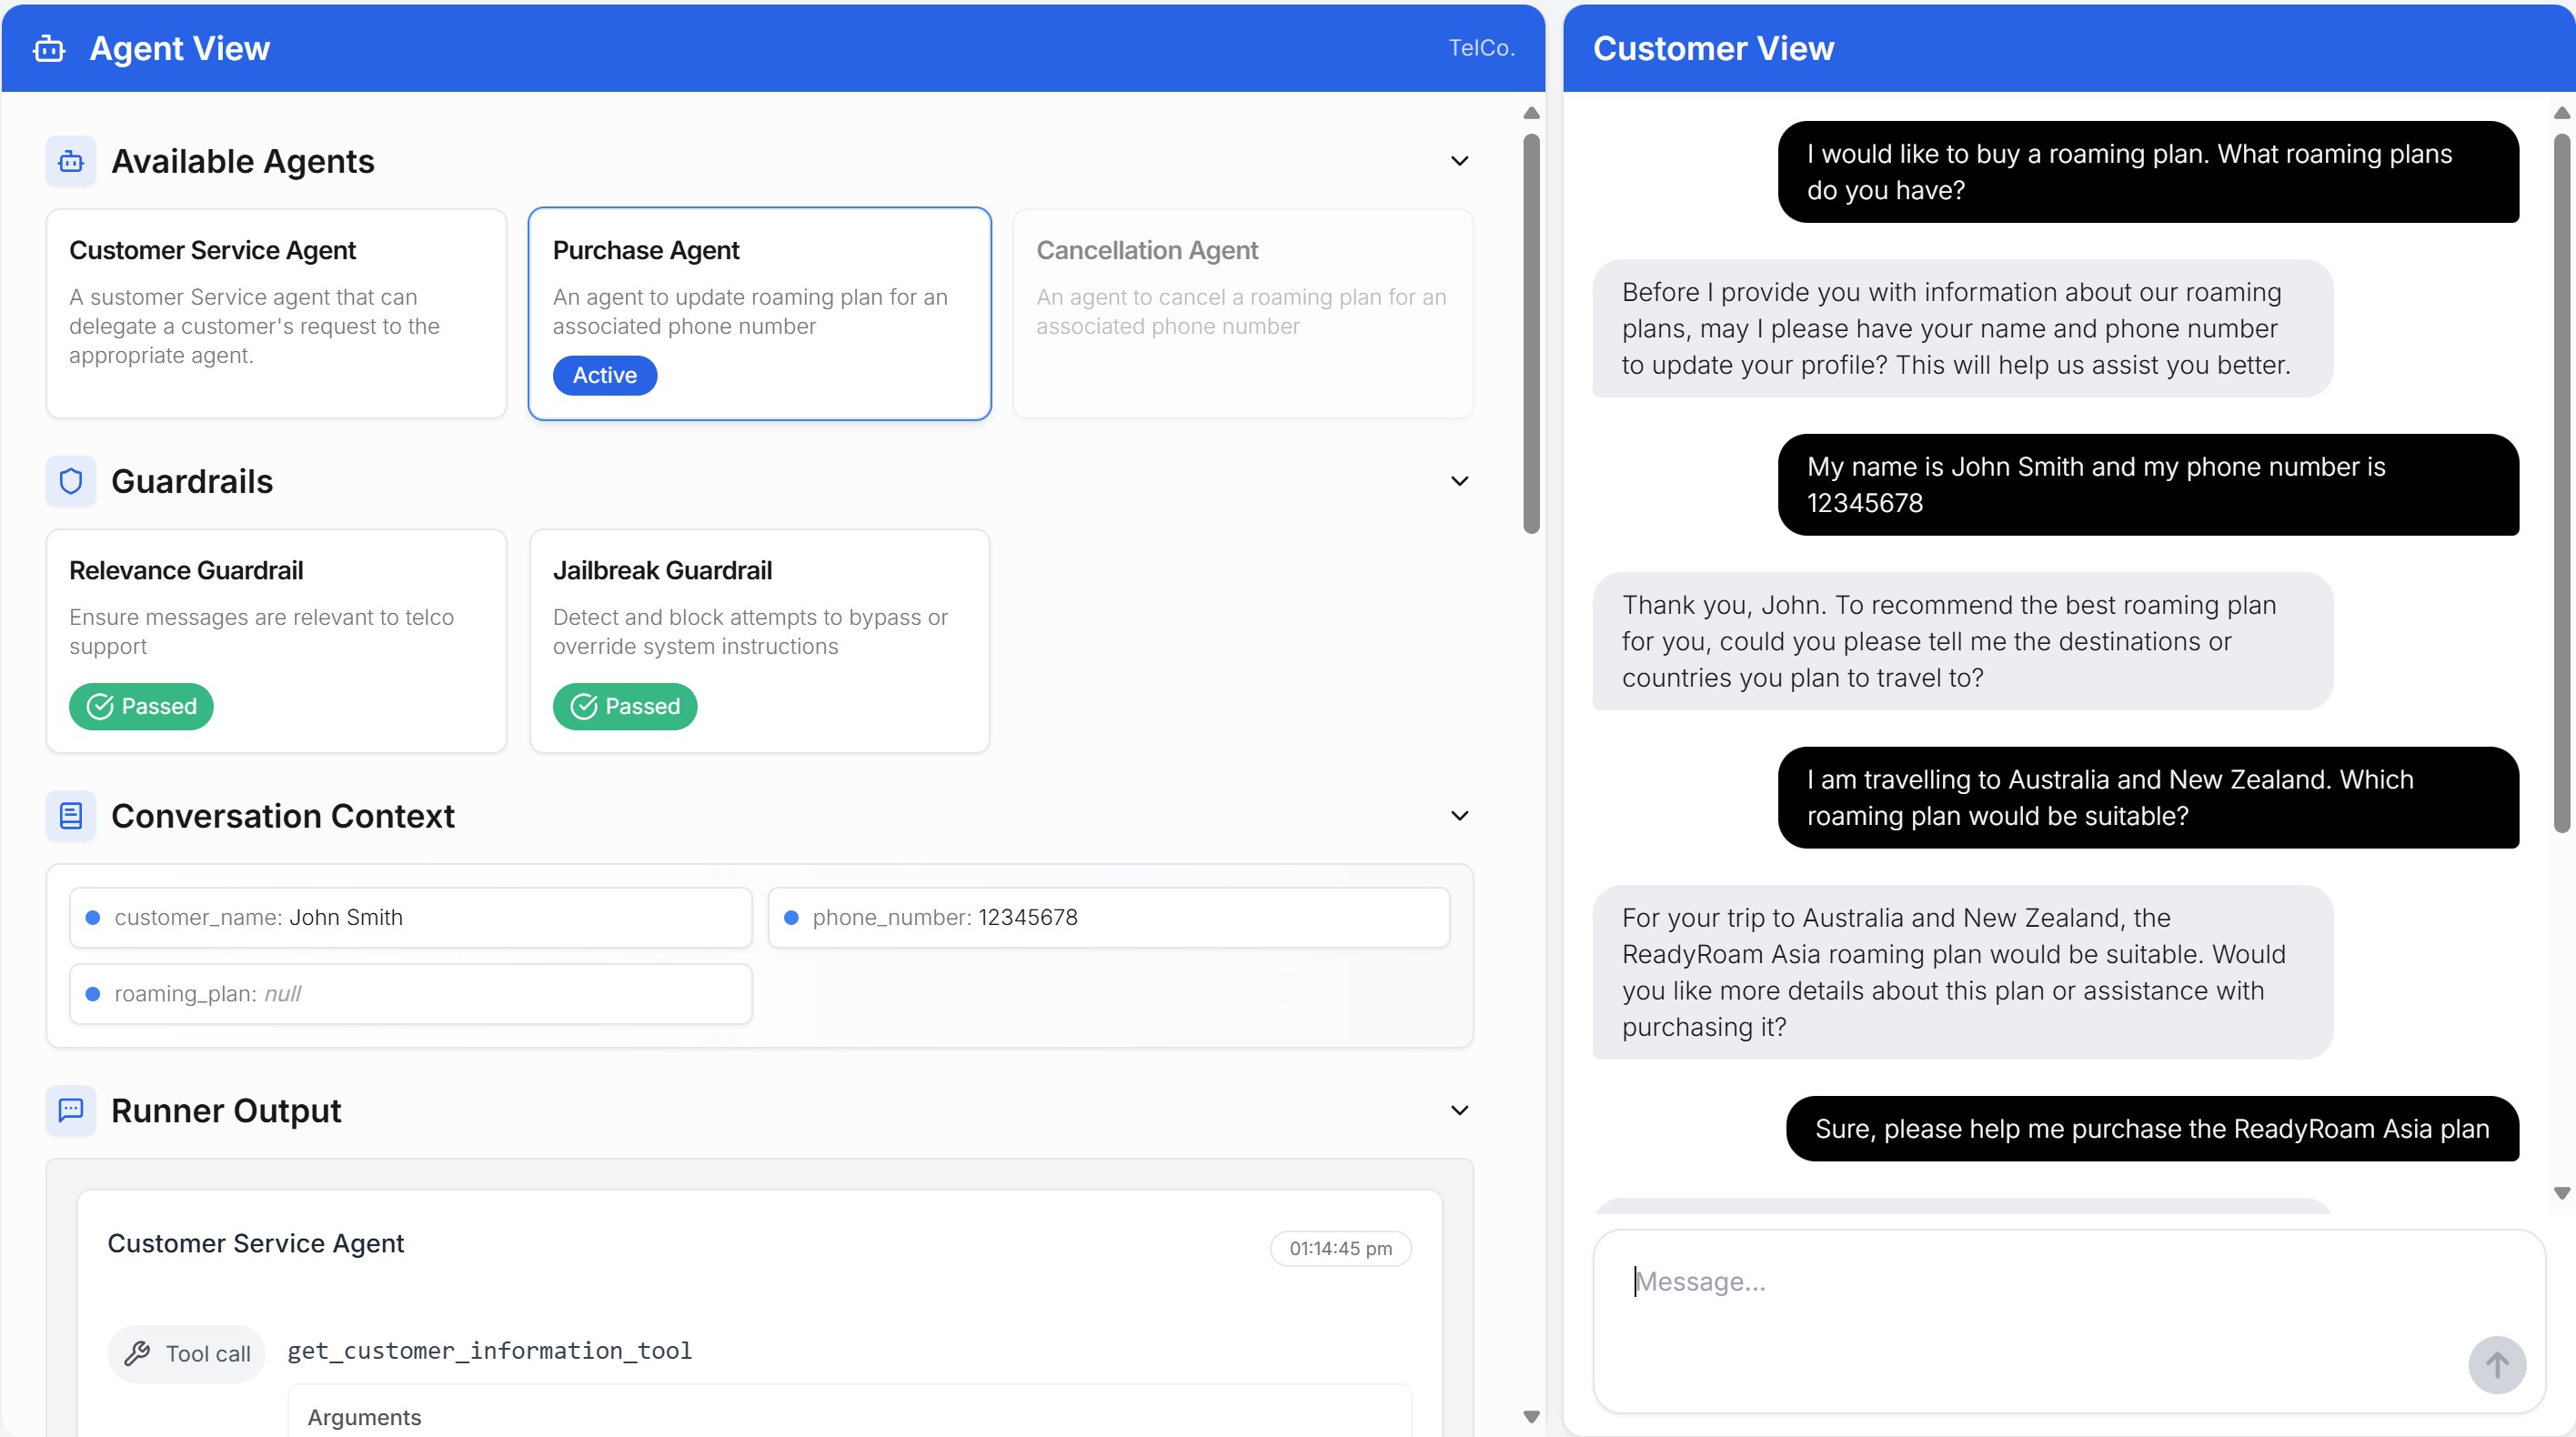 Agent View
TelCo.
Available Agents
Customer Service Agent
A sustomer Service agent that can
delegate a customer's request to the
appropriate agent.
Purchase Agent
An agent to update roaming plan for an
associated phone number
Active
Cancellation Agent
An agent to cancel a roaming plan for an
associated phone number
Guardrails
Relevance Guardrail
Ensure messages are relevant to telco
support
Passed
Jailbreak Guardrail
Detect and block attempts to bypass or
override system instructions
Passed
Conversation Context
customer_name: John Smith
phone_number: 12345678
roaming_plan: null
Runner Output
Customer Service Agent
01:14:45 pm
Tool call
get_customer_information_tool
Arguments
Customer View
I would like to buy a roaming plan. What roaming plans
do you have?
Before I provide you with information about our roaming
plans, may I please have your name and phone number
to update your profile? This will help us assist you better.
My name is John Smith and my phone number is
12345678
Thank you, John. To recommend the best roaming plan
for you, could you please tell me the destinations or
countries you plan to travel to?
I am travelling to Australia and New Zealand. Which
roaming plan would be suitable?
For your trip to Australia and New Zealand, the
ReadyRoam Asia roaming plan would be suitable. Would
you like more details about this plan or assistance with
purchasing it?
Sure, please help me purchase the ReadyRoam Asia plan
Message...